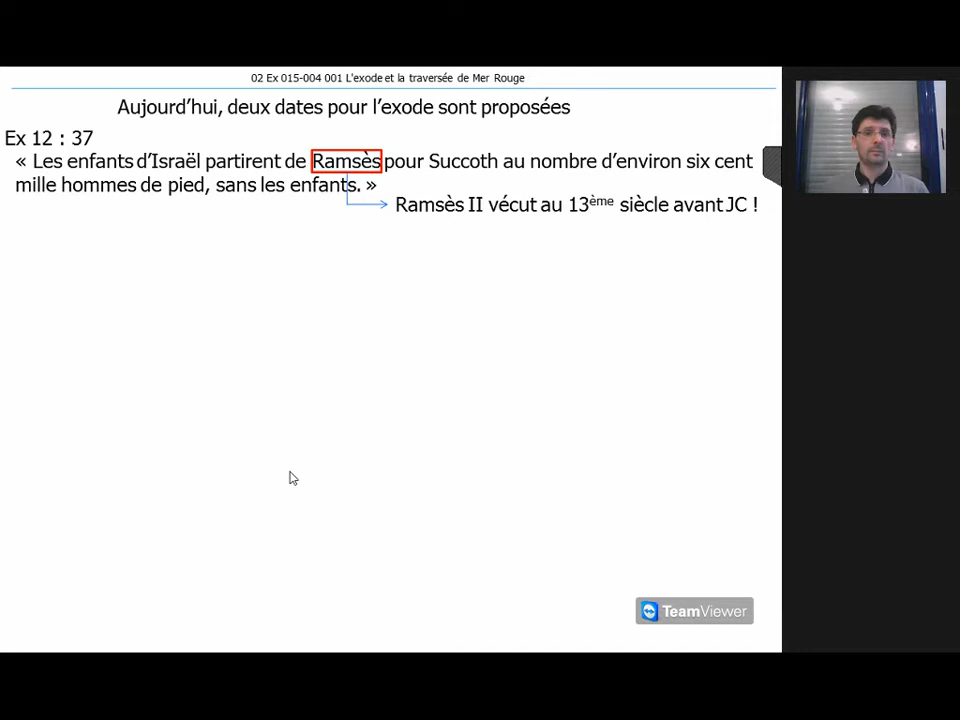 02 Ex 015-004 001 L'exode et la traversée de Mer Rouge
Aujourd'hui, deux dates pour l'exode sont proposées
Ex 12 : 37
« Les enfants d'Israël partirent de Ramsès pour Succoth au nombre d'environ six cent
mille hommes de pied, sans les enfants. »
Ramsès II vécut au 13ème siècle avant JC !
TeamViewer